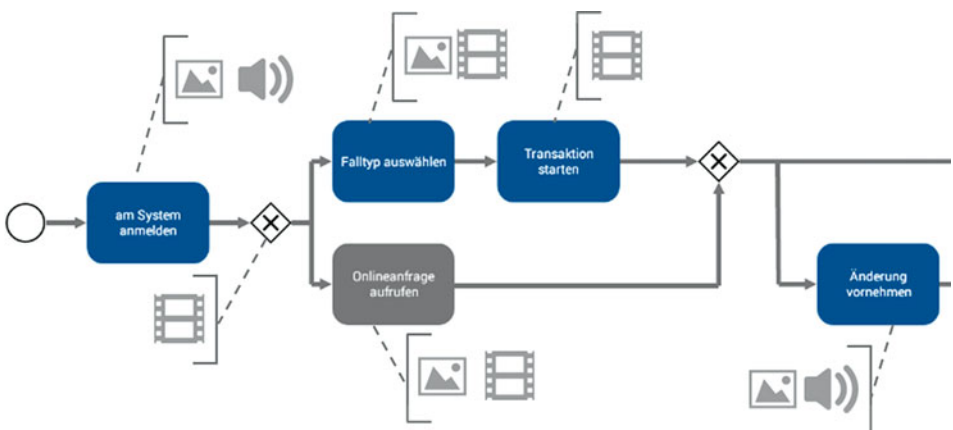 Falltyp auswählen
Transaktion
starten
am System
anmelden
Onlineanfrage
aufrufen
Änderung
vornehmen